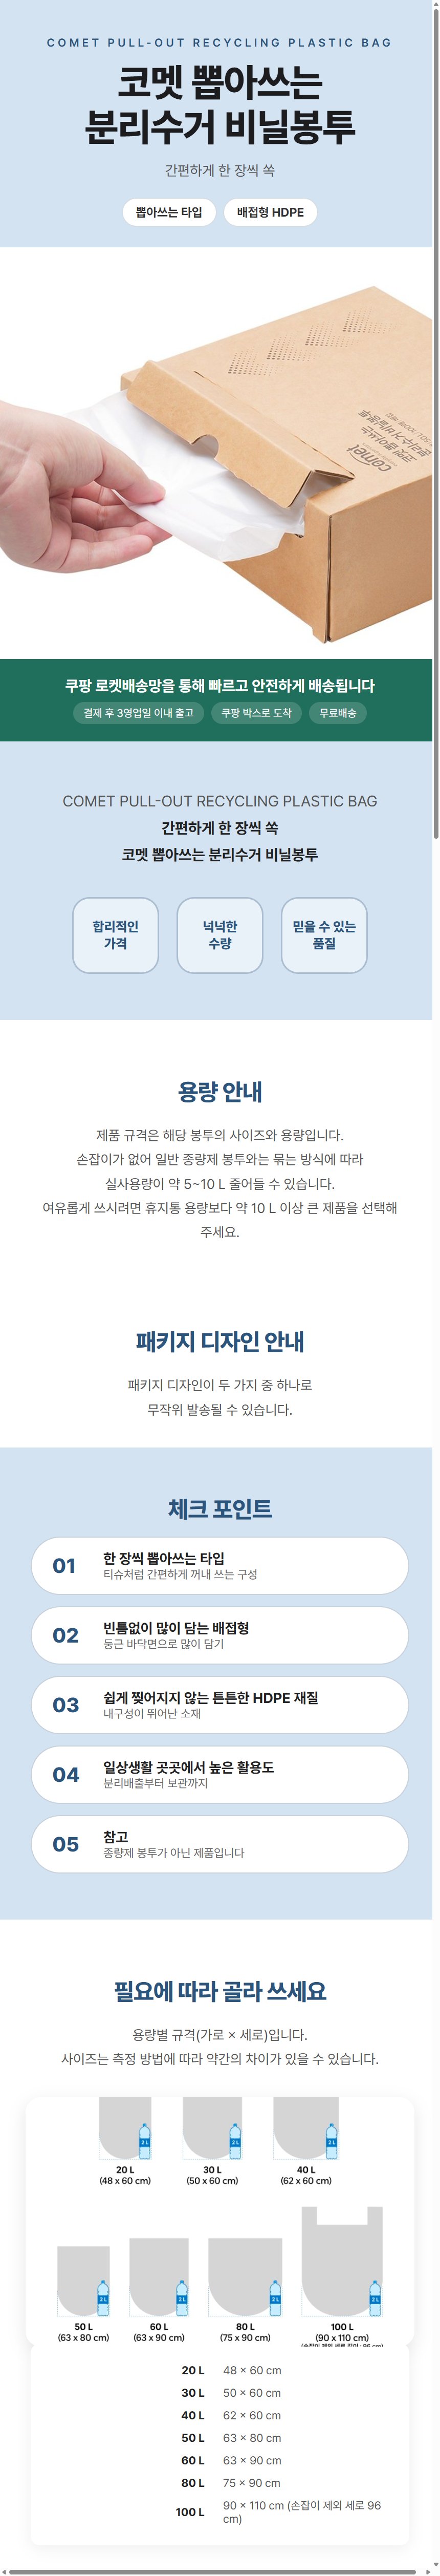 COMET PULL-OUT RECYCLING PLASTIC BAG
코멧 뽑아쓰는
분리수거 비닐봉투
간편하게 한 장씩 쏙
뽑아쓰는 타입
배접형 HDPE
comet
코멧 뽑아쓰는
분리수거 비닐봉투
쿠팡 로켓배송망을 통해 빠르고 안전하게 배송됩니다
결제 후 3영업일 이내 출고
쿠팡 박스로 도착
무료배송
COMET PULL-OUT RECYCLING PLASTIC BAG
간편하게 한 장씩 쏙
코멧 뽑아쓰는 분리수거 비닐봉투
합리적인
가격
넉넉한
수량
믿을 수 있는
품질
용량 안내
제품 규격은 해당 봉투의 사이즈와 용량입니다.
손잡이가 없어 일반 종량제 봉투와는 묶는 방식에 따라
실사용량이 약 5~10 L 줄어들 수 있습니다.
여유롭게 쓰시려면 휴지통 용량보다 약 10 L 이상 큰 제품을 선택해
주세요.
패키지 디자인 안내
패키지 디자인이 두 가지 중 하나로
무작위 발송될 수 있습니다.
체크 포인트
01
한 장씩 뽑아쓰는 타입
티슈처럼 간편하게 꺼내 쓰는 구성
02
빈틈없이 많이 담는 배접형
둥근 바닥면으로 많이 담기
03
쉽게 찢어지지 않는 튼튼한 HDPE 재질
내구성이 뛰어난 소재
04
일상생활 곳곳에서 높은 활용도
분리배출부터 보관까지
05
참고
종량제 봉투가 아닌 제품입니다
필요에 따라 골라 쓰세요
용량별 규격(가로 × 세로)입니다.
사이즈는 측정 방법에 따라 약간의 차이가 있을 수 있습니다.
2 L
2 L
2 L
20 L
(48 x 60 cm)
30 L
(50 x 60 cm)
40 L
(62 x 60 cm)
2 L
2 L
2 L
2 L
50 L
(63 x 80 cm)
60 L
(63 x 90 cm)
80 L
(75 x 90 cm)
100 L
(90 x 110 cm)
20 L 48 × 60 cm
30 L 50 × 60 cm
40 L 62 × 60 cm
50 L 63 × 80 cm
60 L 63 × 90 cm
80 L 75 × 90 cm
100 L 90 × 110 cm (손잡이 제외 세로 96
cm)